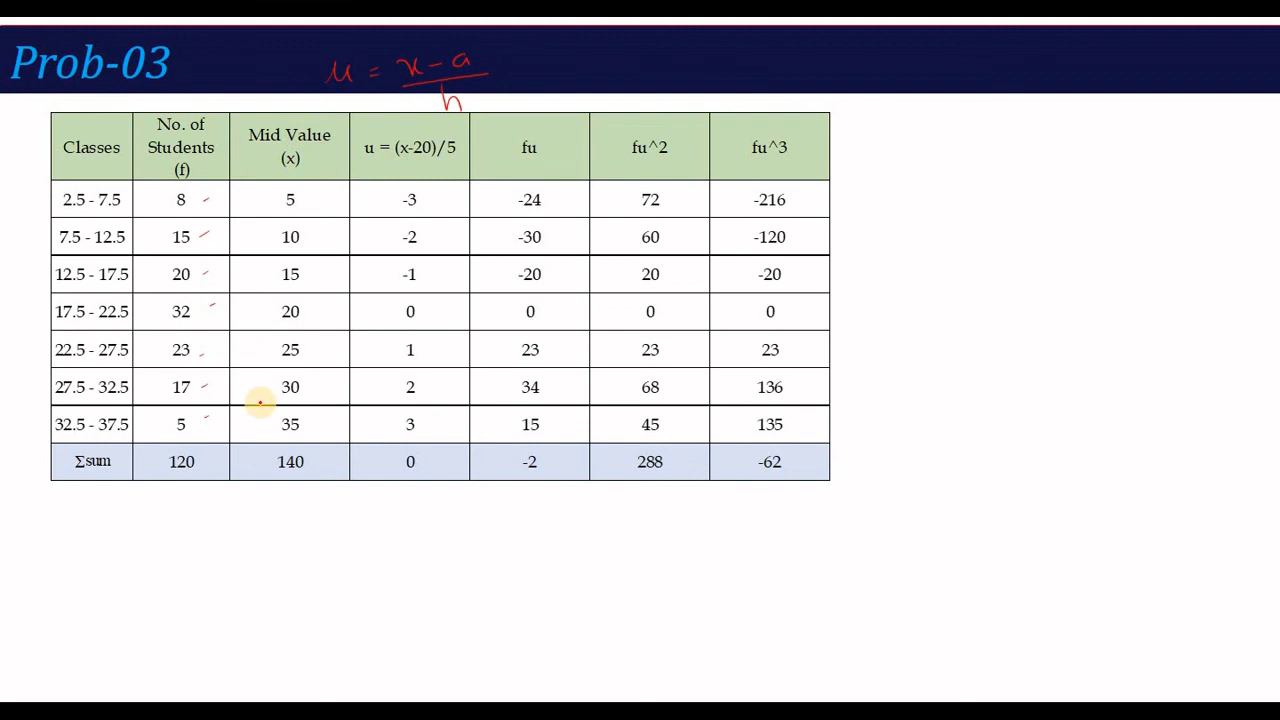 Prob-03
u = x - a
h
Classes No. of Students (f) Mid Value (x) u = (x-20)/5 fu fu^2 fu^3
2.5 - 7.5 8 5 -3 -24 72 -216
7.5 - 12.5 15 10 -2 -30 60 -120
12.5 - 17.5 20 15 -1 -20 20 -20
17.5 - 22.5 32 20 0 0 0 0
22.5 - 27.5 23 25 1 23 23 23
27.5 - 32.5 17 30 2 34 68 136
32.5 - 37.5 5 35 3 15 45 135
∑sum 120 140 0 -2 288 -62